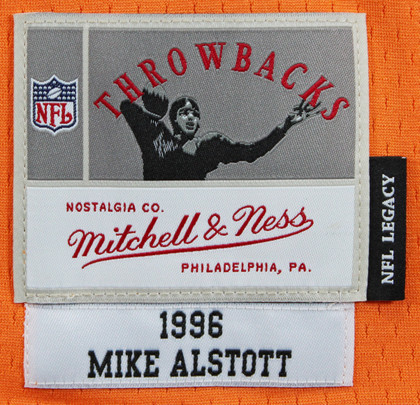 THROWBACKS
NFL
NOSTALGIA CO.
Mitchell & Ness
PHILADELPHIA, PA.
NFL LEGACY
1996
MIKE ALSTOTT